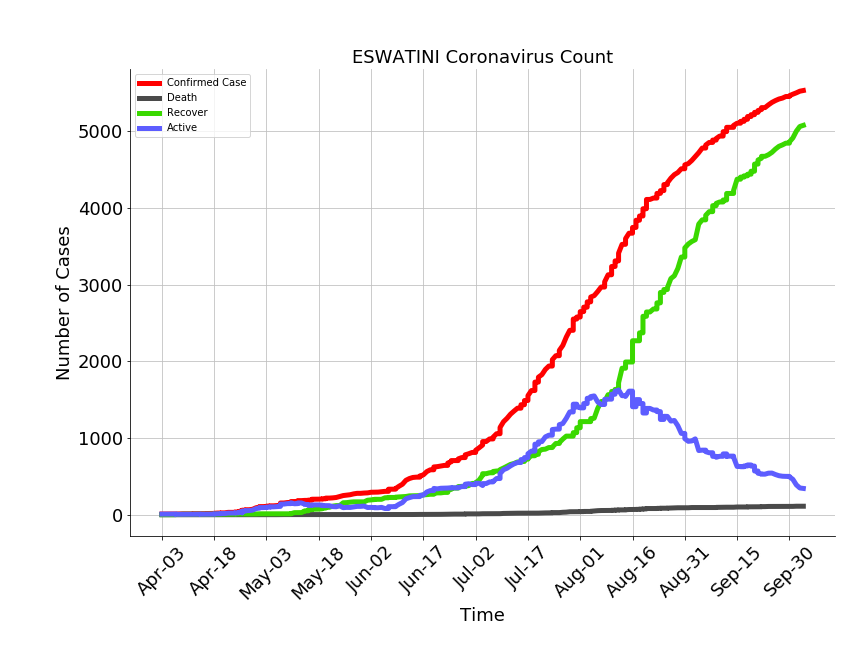 ESWATINI Coronavirus Count
Confirmed Case
Death
Recover
Active
Number of Cases
5000
4000
3000
2000
1000
0
Apr-03
Apr-18
May-03
May-18
Jun-02
Jun-17
Jul-02
Jul-17
Aug-01
Aug-16
Aug-31
Sep-15
Sep-30
Time